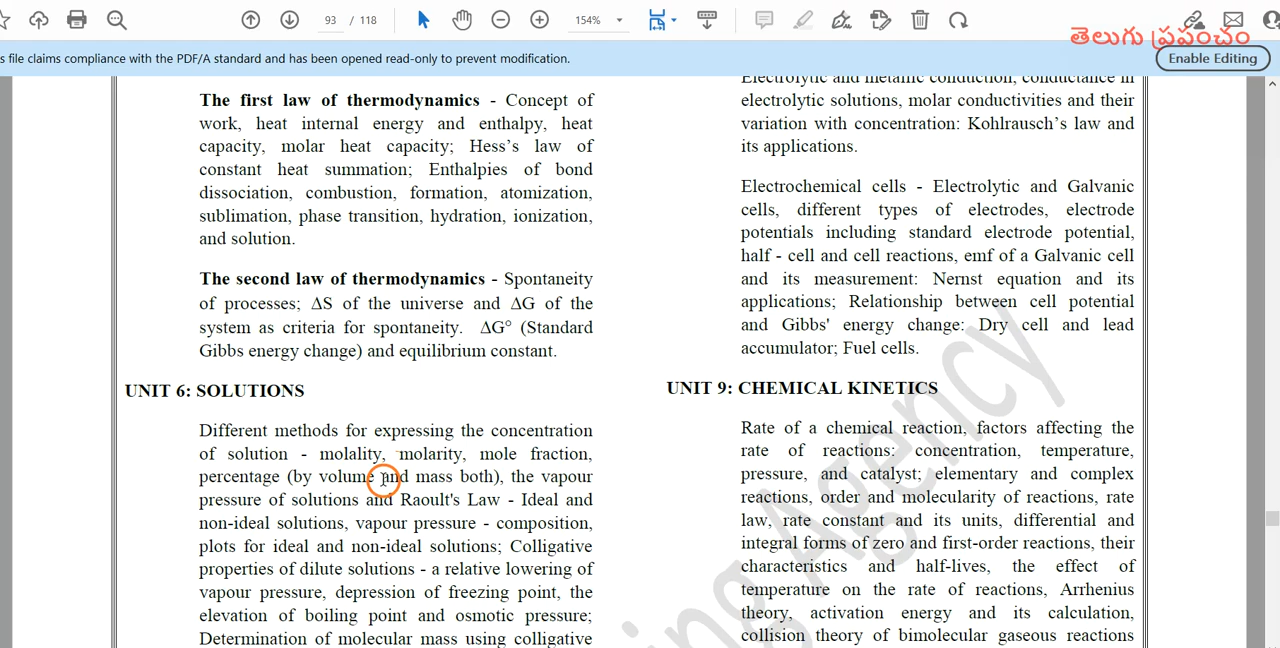 93 / 118
154%
తెలుగు ప్రపంచం
s file claims compliance with the PDF/A standard and has been opened read-only to prevent modification.
Enable Editing
The first law of thermodynamics - Concept of
work, heat internal energy and enthalpy, heat
capacity, molar heat capacity; Hess's law of
constant heat summation; Enthalpies of bond
dissociation, combustion, formation, atomization,
sublimation, phase transition, hydration, ionization,
and solution.
The second law of thermodynamics - Spontaneity
of processes; ΔS of the universe and ΔG of the
system as criteria for spontaneity. ΔG° (Standard
Gibbs energy change) and equilibrium constant.
UNIT 6: SOLUTIONS
Different methods for expressing the concentration
of solution - molality, molarity, mole fraction,
percentage (by volume and mass both), the vapour
pressure of solutions and Raoult's Law - Ideal and
non-ideal solutions, vapour pressure - composition,
plots for ideal and non-ideal solutions; Colligative
properties of dilute solutions - a relative lowering of
vapour pressure, depression of freezing point, the
elevation of boiling point and osmotic pressure;
Determination of molecular mass using colligative
Electrolytic and metallic conduction, conductance in
electrolytic solutions, molar conductivities and their
variation with concentration: Kohlrausch's law and
its applications.
Electrochemical cells - Electrolytic and Galvanic
cells, different types of electrodes, electrode
potentials including standard electrode potential,
half - cell and cell reactions, emf of a Galvanic cell
and its measurement: Nernst equation and its
applications; Relationship between cell potential
and Gibbs' energy change: Dry cell and lead
accumulator; Fuel cells.
UNIT 9: CHEMICAL KINETICS
Rate of a chemical reaction, factors affecting the
rate of reactions: concentration, temperature,
pressure, and catalyst; elementary and complex
reactions, order and molecularity of reactions, rate
law, rate constant and its units, differential and
integral forms of zero and first-order reactions, their
characteristics and half-lives, the effect of
temperature on the rate of reactions, Arrhenius
theory, activation energy and its calculation,
collision theory of bimolecular gaseous reactions
ing Agency